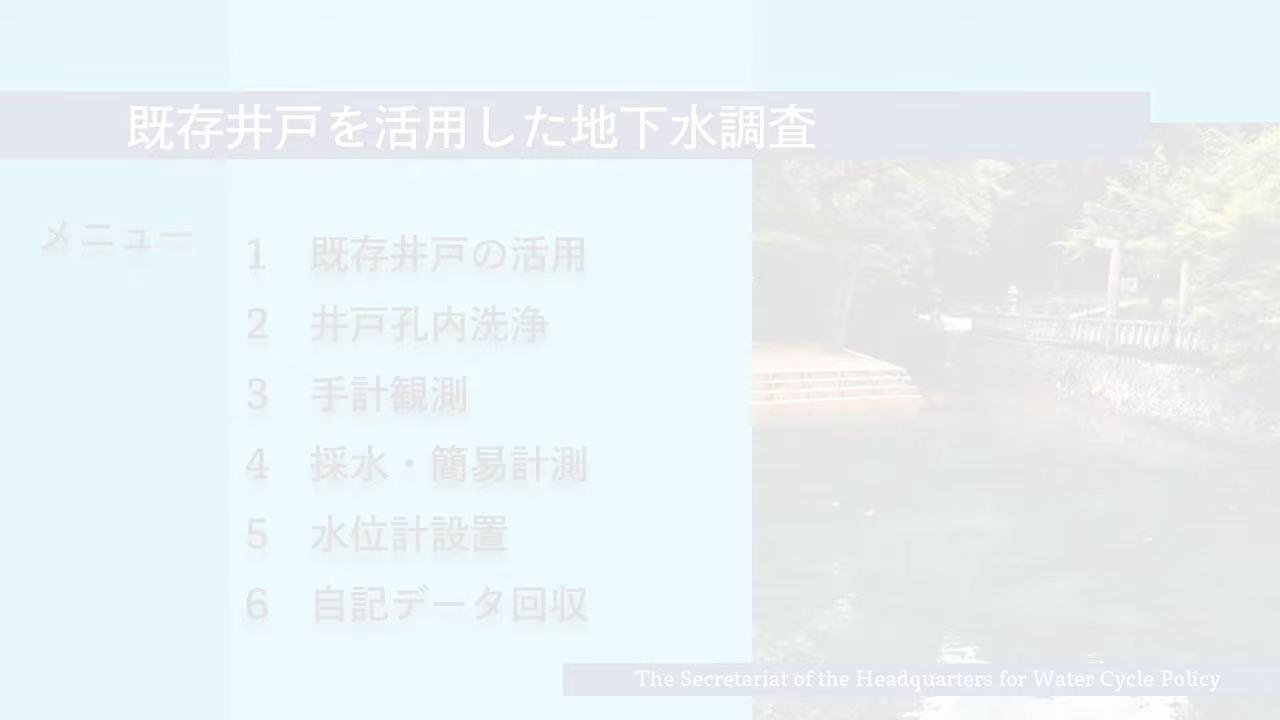 既存井戸を活用した地下水調査
メニュー
1 既存井戸の活用
2 井戸孔内洗浄
3 手計観測
4 採水・簡易計測
5 水位計設置
6 自記データ回収
The Secretariat of the Headquarters for Water Cycle Policy